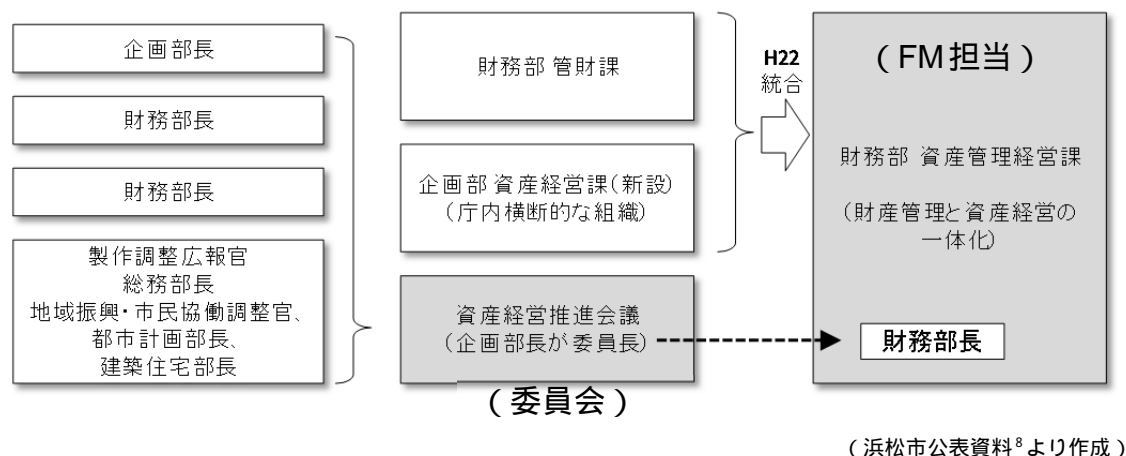 企画部長
財務部長
財務部長
製作調整広報官
総務部長
地域振興・市民協働調整官、
都市計画部長、
建築住宅部長
財務部 管財課
企画部 資産経営課(新設)
(庁内横断的な組織)
資産経営推進会議
(企画部長が委員長)
(委員会)
H22
統合
(FM担当)
財務部 資産管理経営課
(財産管理と資産経営の
一体化)
財務部長
(浜松市公表資料8より作成)